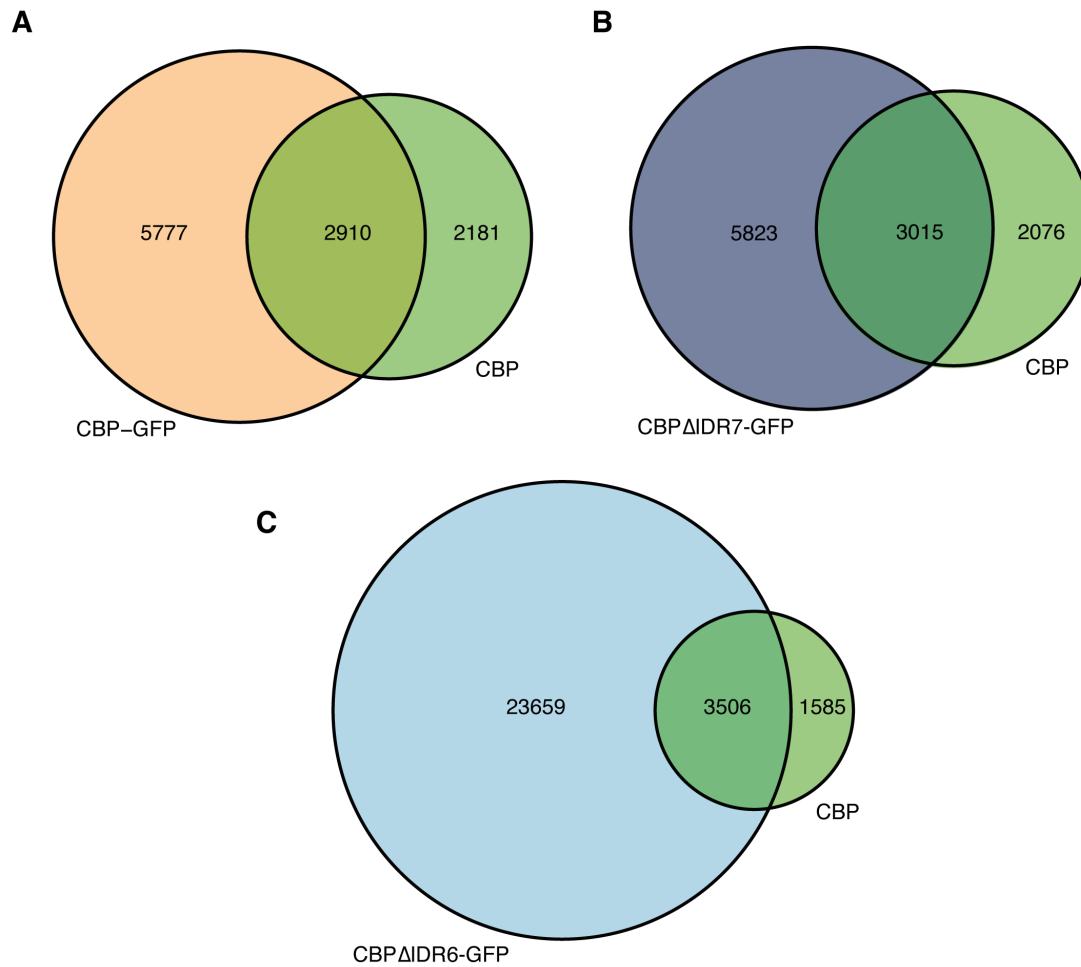 A
5777
2910
2181
CBP
CBP–GFP
B
5823
3015
2076
CBP
CBPΔIDR7-GFP
C
23659
3506
1585
CBP
CBPΔIDR6-GFP